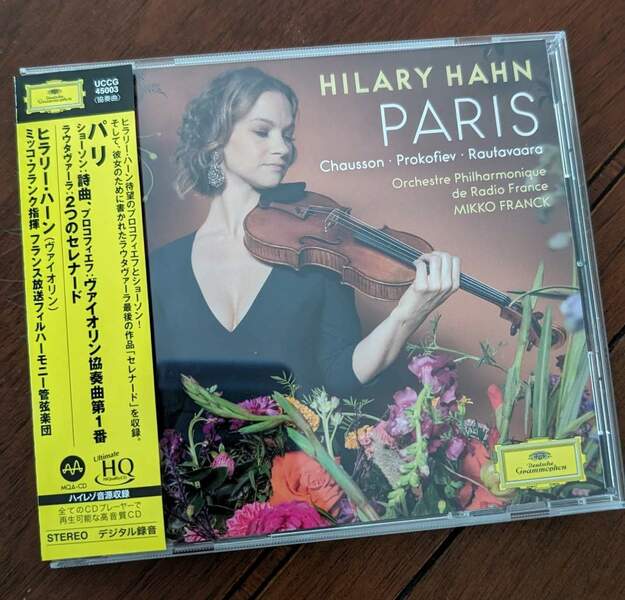 Deutsche
Grammophon
UCCG
45003
〈協奏曲〉
ヒラリー・ハーン待望のプロコフィエフとショーソン！
そして、彼女のために書かれたラウタヴァーラ最後の作品「セレナード」を収録。
パリ
ショーソン:詩曲、プロコフィエフ:ヴァイオリン協奏曲第1番
ラウタヴァーラ:2つのセレナード
ヒラリー・ハーン（ヴァイオリン）
ミッコ・フランク指揮 フランス放送フィルハーモニー管弦楽団
MQA-CD
Ultimate
HQ
HiQualityCD
ハイレゾ音源収録
全てのCDプレーヤーで
再生可能な高音質CD
STEREO デジタル録音
HILARY HAHN
PARIS
Chausson · Prokofiev · Rautavaara
Orchestre Philharmonique
de Radio France
MIKKO FRANCK
Deutsche
Grammophon